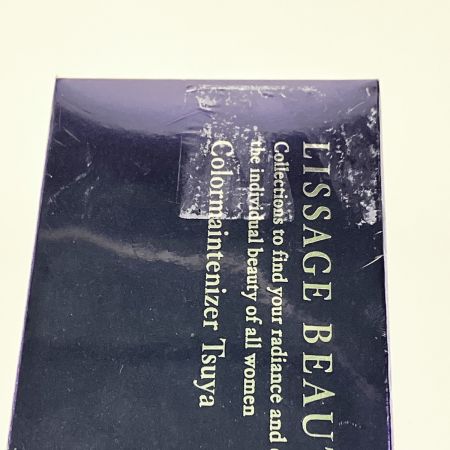 LISSAGE BEAU
Collections to find your radiance and
the individual beauty of all women
Colormaintenizer Tsuya